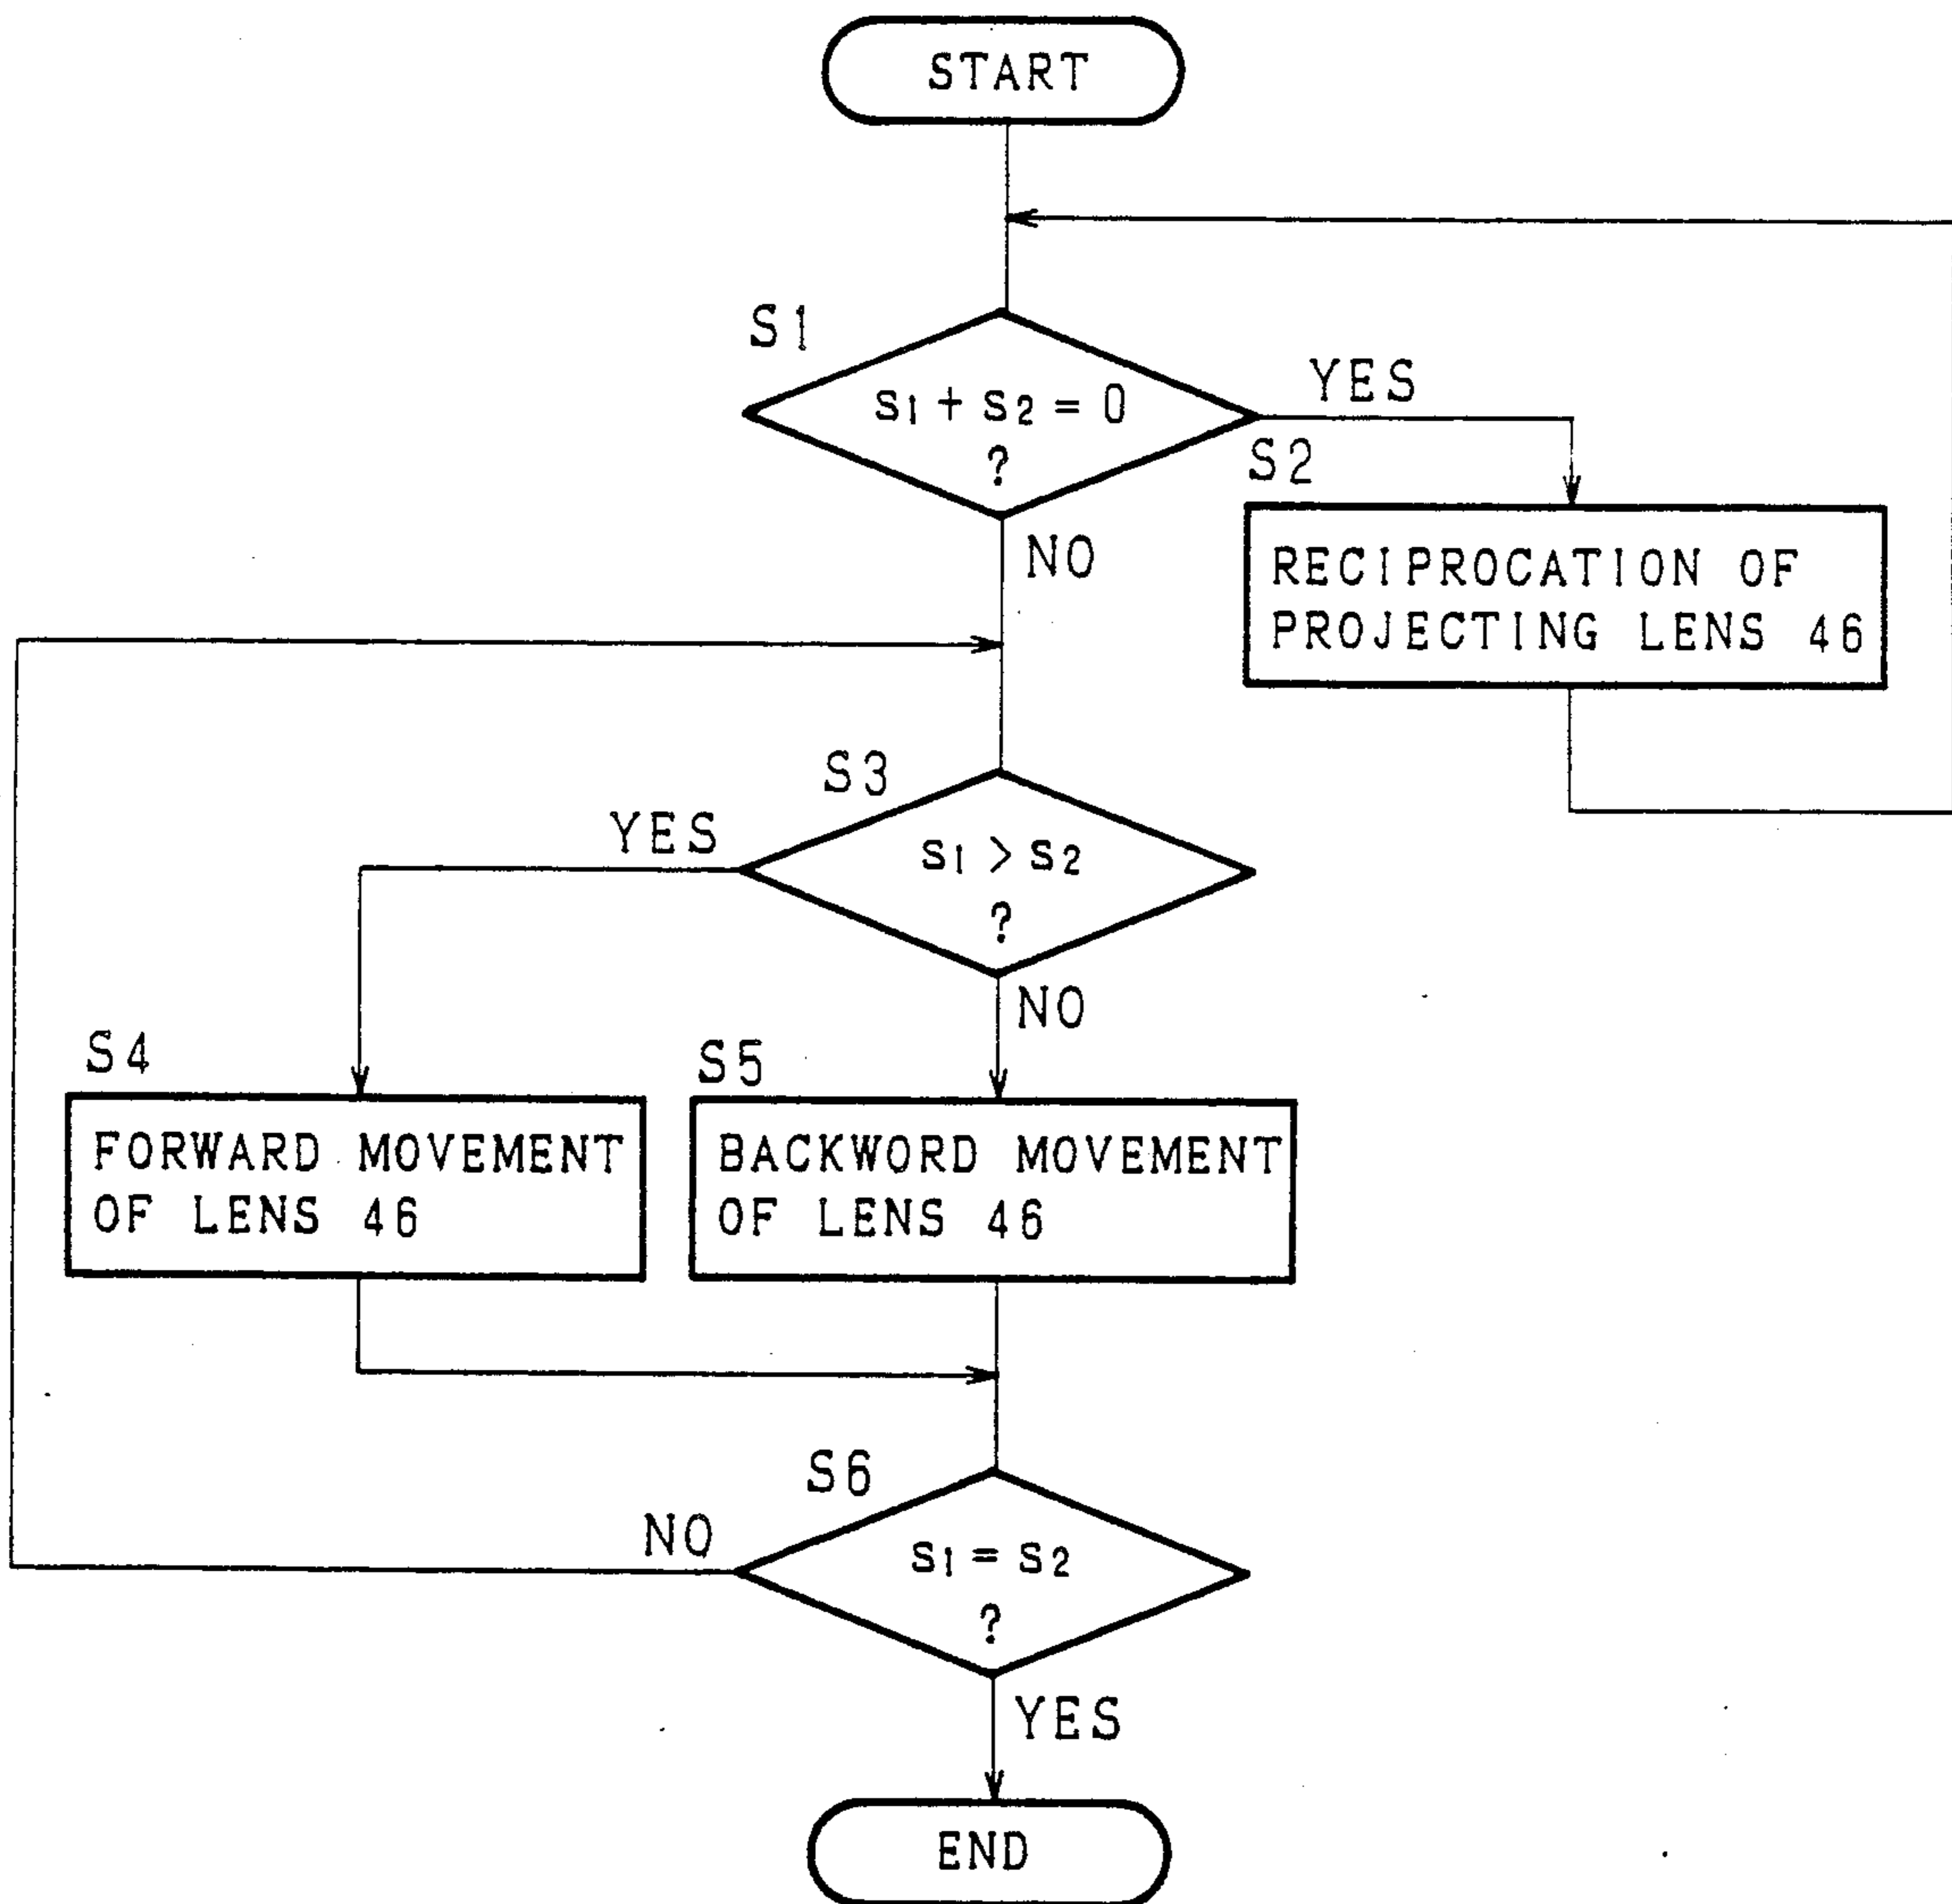 START
S1
s1 + s2 = 0
?
YES
S2
NO
RECIPROCATION OF
PROJECTING LENS 46
S3
YES
s1 > s2
?
NO
S4
S5
FORWARD MOVEMENT
OF LENS 46
BACKWORD MOVEMENT
OF LENS 46
S6
NO
s1 = s2
?
YES
END